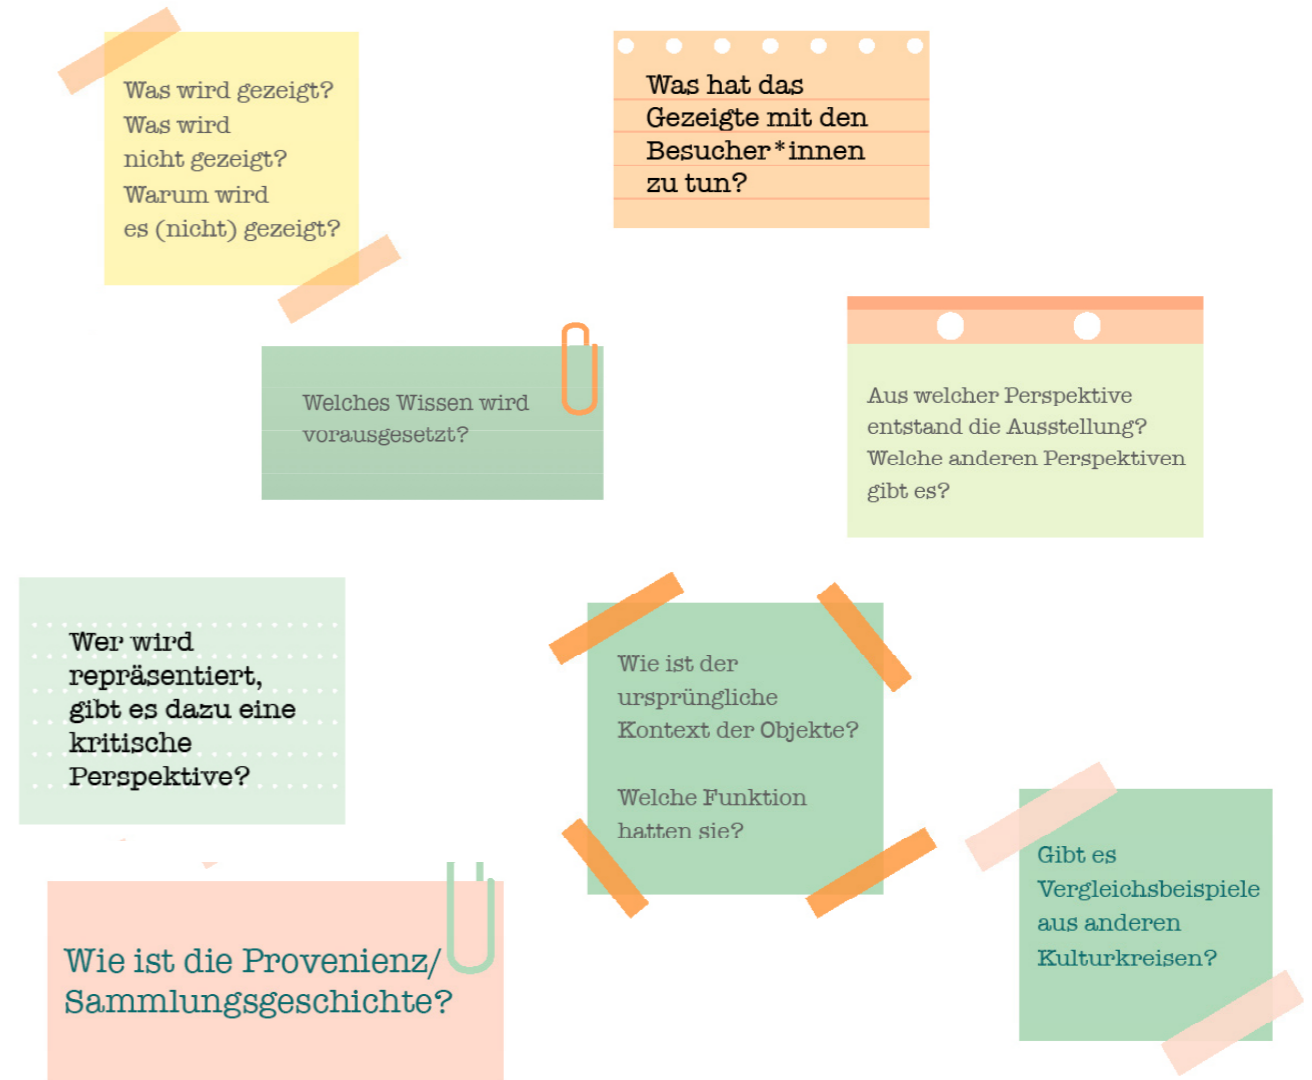 Was wird gezeigt?
Was wird
nicht gezeigt?
Warum wird
es (nicht) gezeigt?
Was hat das
Gezeigte mit den
Besucher*innen
zu tun?
Welches Wissen wird
vorausgesetzt?
Aus welcher Perspektive
entstand die Ausstellung?
Welche anderen Perspektiven
gibt es?
Wer wird
repräsentiert,
gibt es dazu eine
kritische
Perspektive?
Wie ist der
ursprüngliche
Kontext der Objekte?
Welche Funktion
hatten sie?
Gibt es
Vergleichsbeispiele
aus anderen
Kulturkreisen?
Wie ist die Provenienz/
Sammlungsgeschichte?